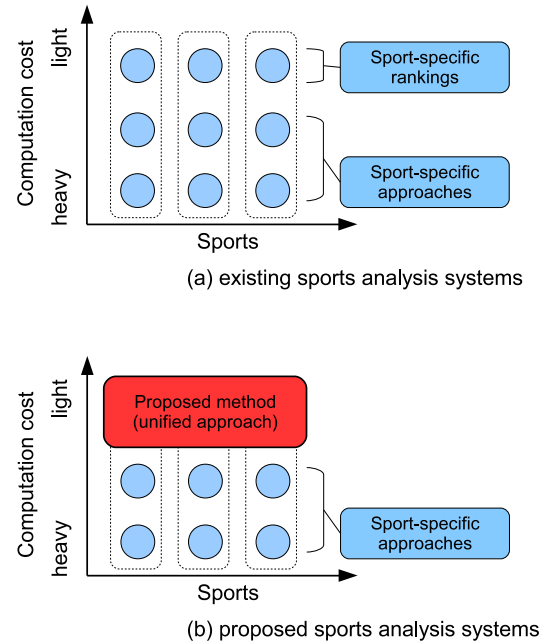 Computation cost
light
heavy
Sport-specific
rankings
Sport-specific
approaches
Sports
(a) existing sports analysis systems
Computation cost
light
heavy
Proposed method
(unified approach)
Sport-specific
approaches
Sports
(b) proposed sports analysis systems